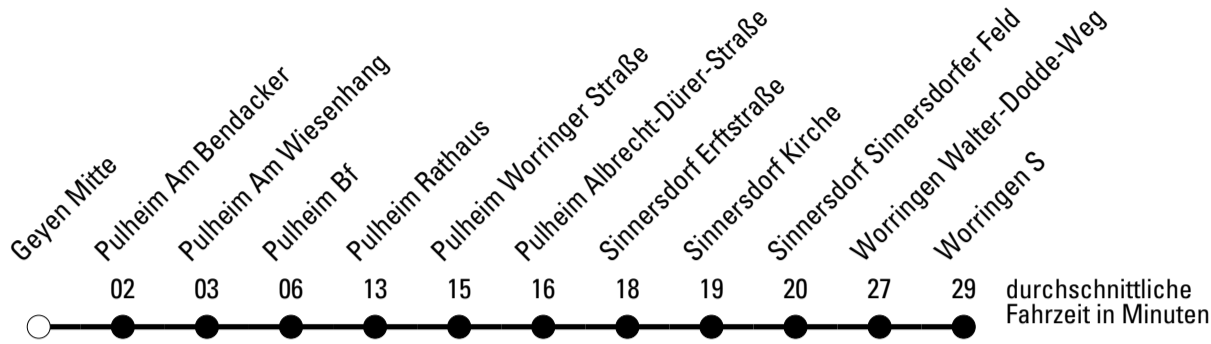 Geyen Mitte
Pulheim Am Bendacker
Pulheim Am Wiesenhang
Pulheim Bf
Pulheim Rathaus
Pulheim Worringer Straße
Pulheim Albrecht-Dürer-Straße
Sinnersdorf Erftstraße
Sinnersdorf Kirche
Sinnersdorf Sinnersdorfer Feld
Worringen Walter-Dodde-Weg
Worringen S
02 03 06 13 15 16 18 19 20 27 29
durchschnittliche
Fahrzeit in Minuten